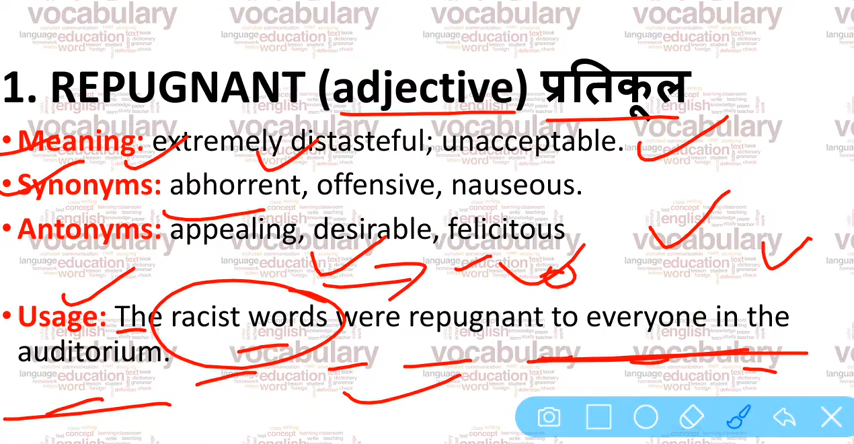 1. REPUGNANT (adjective) प्रतिकूल
• Meaning: extremely distasteful; unacceptable.
• Synonyms: abhorrent, offensive, nauseous.
• Antonyms: appealing, desirable, felicitous
• Usage: The racist words were repugnant to everyone in the
auditorium.